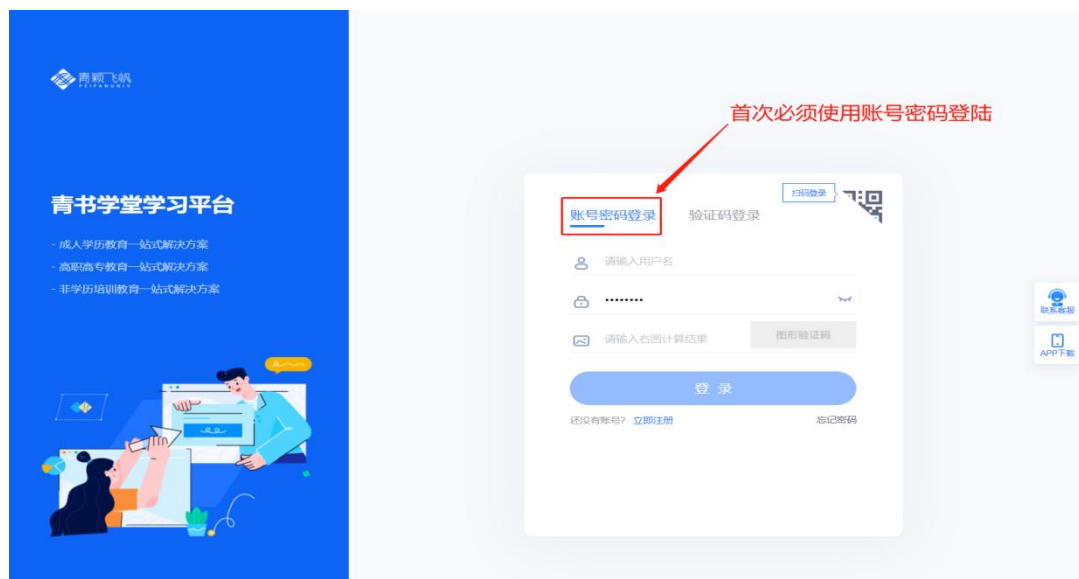 青颖飞帆
FEIFANUNIV
首次必须使用账号密码登陆
青书学堂学习平台
- 成人学历教育一站式解决方案
- 高职高专教育一站式解决方案
- 非学历培训教育一站式解决方案
扫码登录
账号密码登录 验证码登录
请输入用户名
••••••••
请输入右图计算结果 图形验证码
登 录
还没有账号? 立即注册 忘记密码
联系客服
APP下载